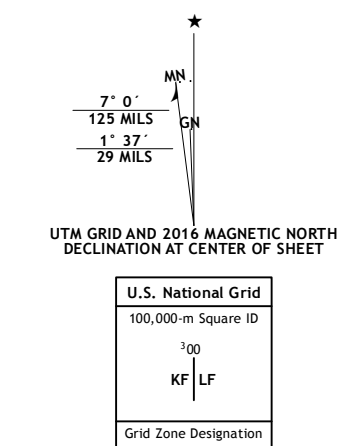 ★
MN
7° 0´
125 MILS
GN
1° 37´
29 MILS
UTM GRID AND 2016 MAGNETIC NORTH
DECLINATION AT CENTER OF SHEET
U.S. National Grid
100,000-m Square ID
³00
KF LF
Grid Zone Designation